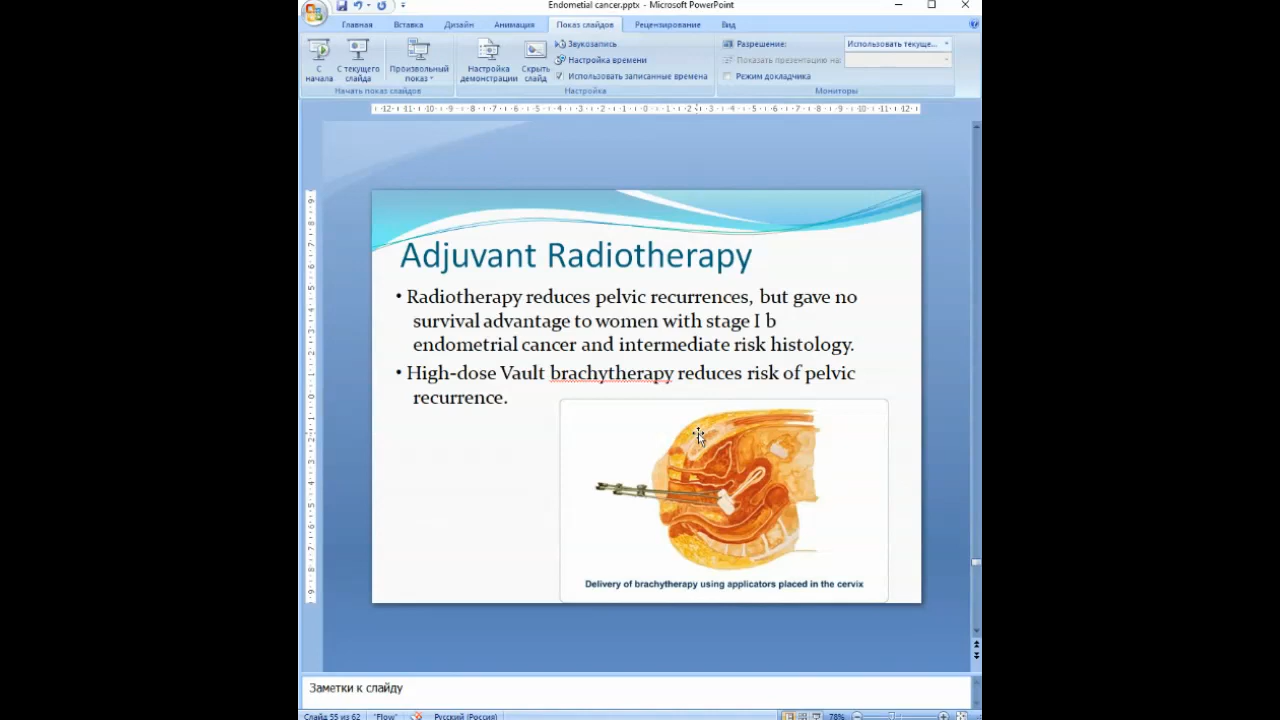 Endometial cancer.pptx - Microsoft PowerPoint
Главная Вставка Дизайн Анимация Показ слайдов Рецензирование Вид
С начала
С текущего слайда
Произвольный показ
Начать показ слайдов
Настройка демонстрации
Скрыть слайд
Звукозапись
Настройка времени
Использовать записанные времена
Настройка
Разрешение: Использовать текуще...
Показать презентацию на:
Режим докладчика
Мониторы
Adjuvant Radiotherapy
• Radiotherapy reduces pelvic recurrences, but gave no
survival advantage to women with stage I b
endometrial cancer and intermediate risk histology.
• High-dose Vault brachytherapy reduces risk of pelvic
recurrence.
Delivery of brachytherapy using applicators placed in the cervix
Заметки к слайду
Слайд 55 из 62 "Flow" Русский (Россия) 78%